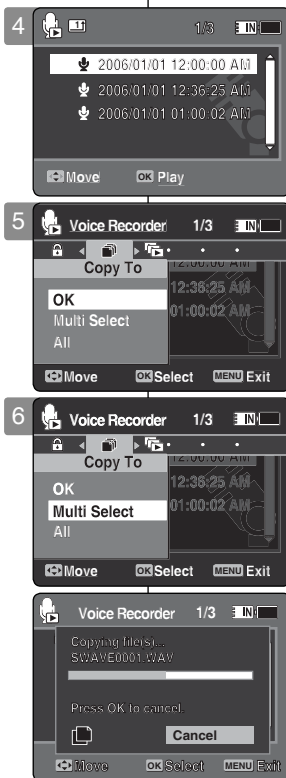 4
1/3 IN
2006/01/01 12:00:00 AM
2006/01/01 12:36:25 AM
2006/01/01 01:00:02 AM
Move OK Play
5
Voice Recorder 1/3 IN
Copy To
12:00:00 AM
OK 12:36:25 AM
Multi Select 01:00:02 AM
All
Move OK Select MENU Exit
6
Voice Recorder 1/3 IN
Copy To
12:00:00 AM
OK 12:36:25 AM
Multi Select 01:00:02 AM
All
Move OK Select MENU Exit
Voice Recorder 1/3 IN
Copying file(s)...
SWAVE0001.WAV
Press OK to cancel.
Cancel
Move OK Select MENU Exit